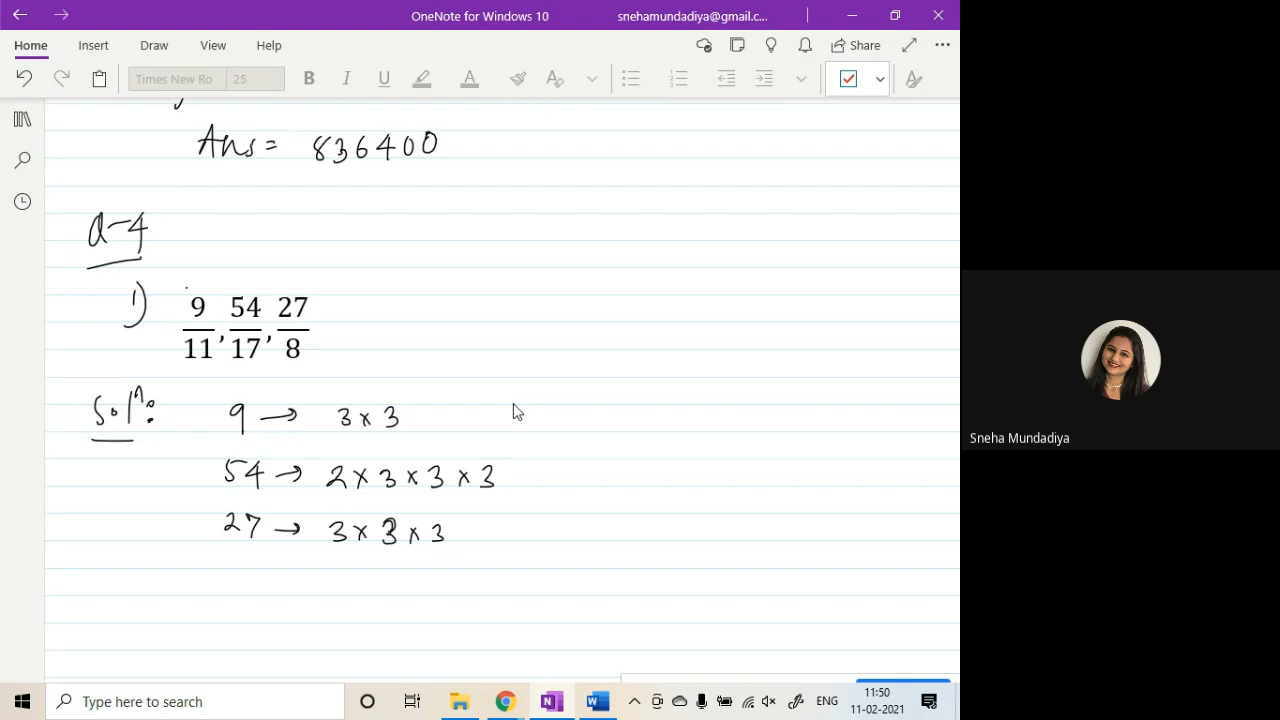 OneNote for Windows 10
snehamundadiya@gmail.c...
Home Insert Draw View Help
Share
Times New Ro 25
B I U A
Ans = 836400
Q-4
1) 9/11, 54/17, 27/8
Solⁿ: 9 → 3 x 3
54 → 2 x 3 x 3 x 3
27 → 3 x 3 x 3
Sneha Mundadiya
Type here to search
ENG
11:50
11-02-2021